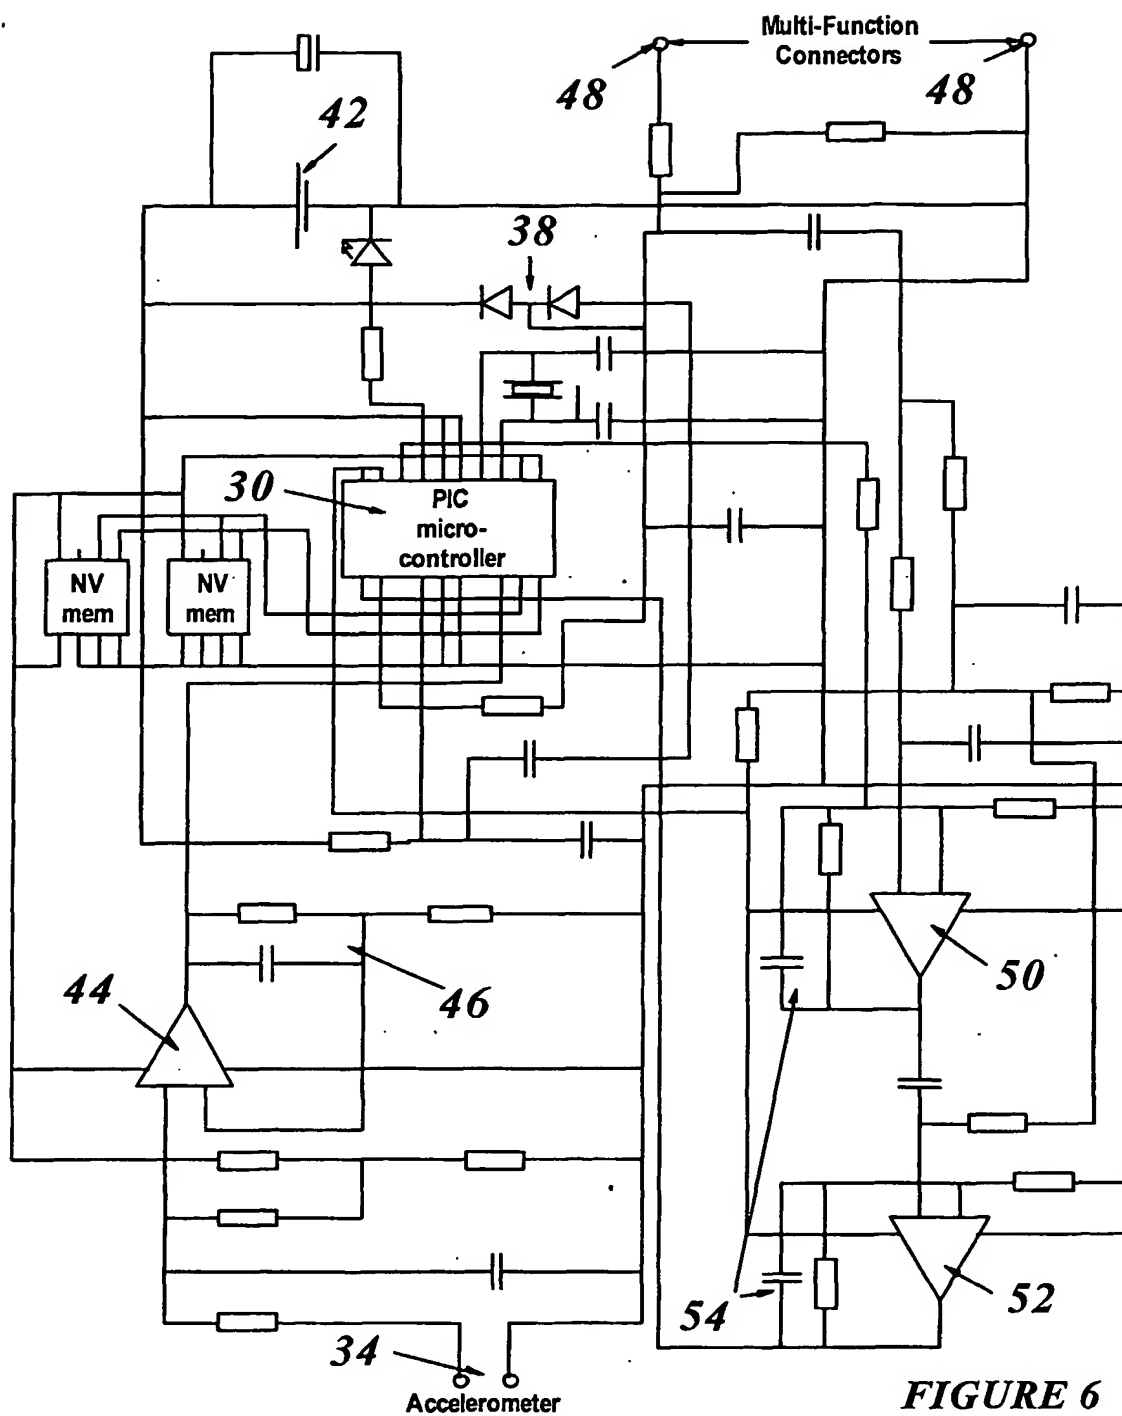 Multi-Function
Connectors
48
48
42
38
30
PIC
micro-
controller
NV
mem
NV
mem
50
44
46
54
52
34
Accelerometer
FIGURE 6